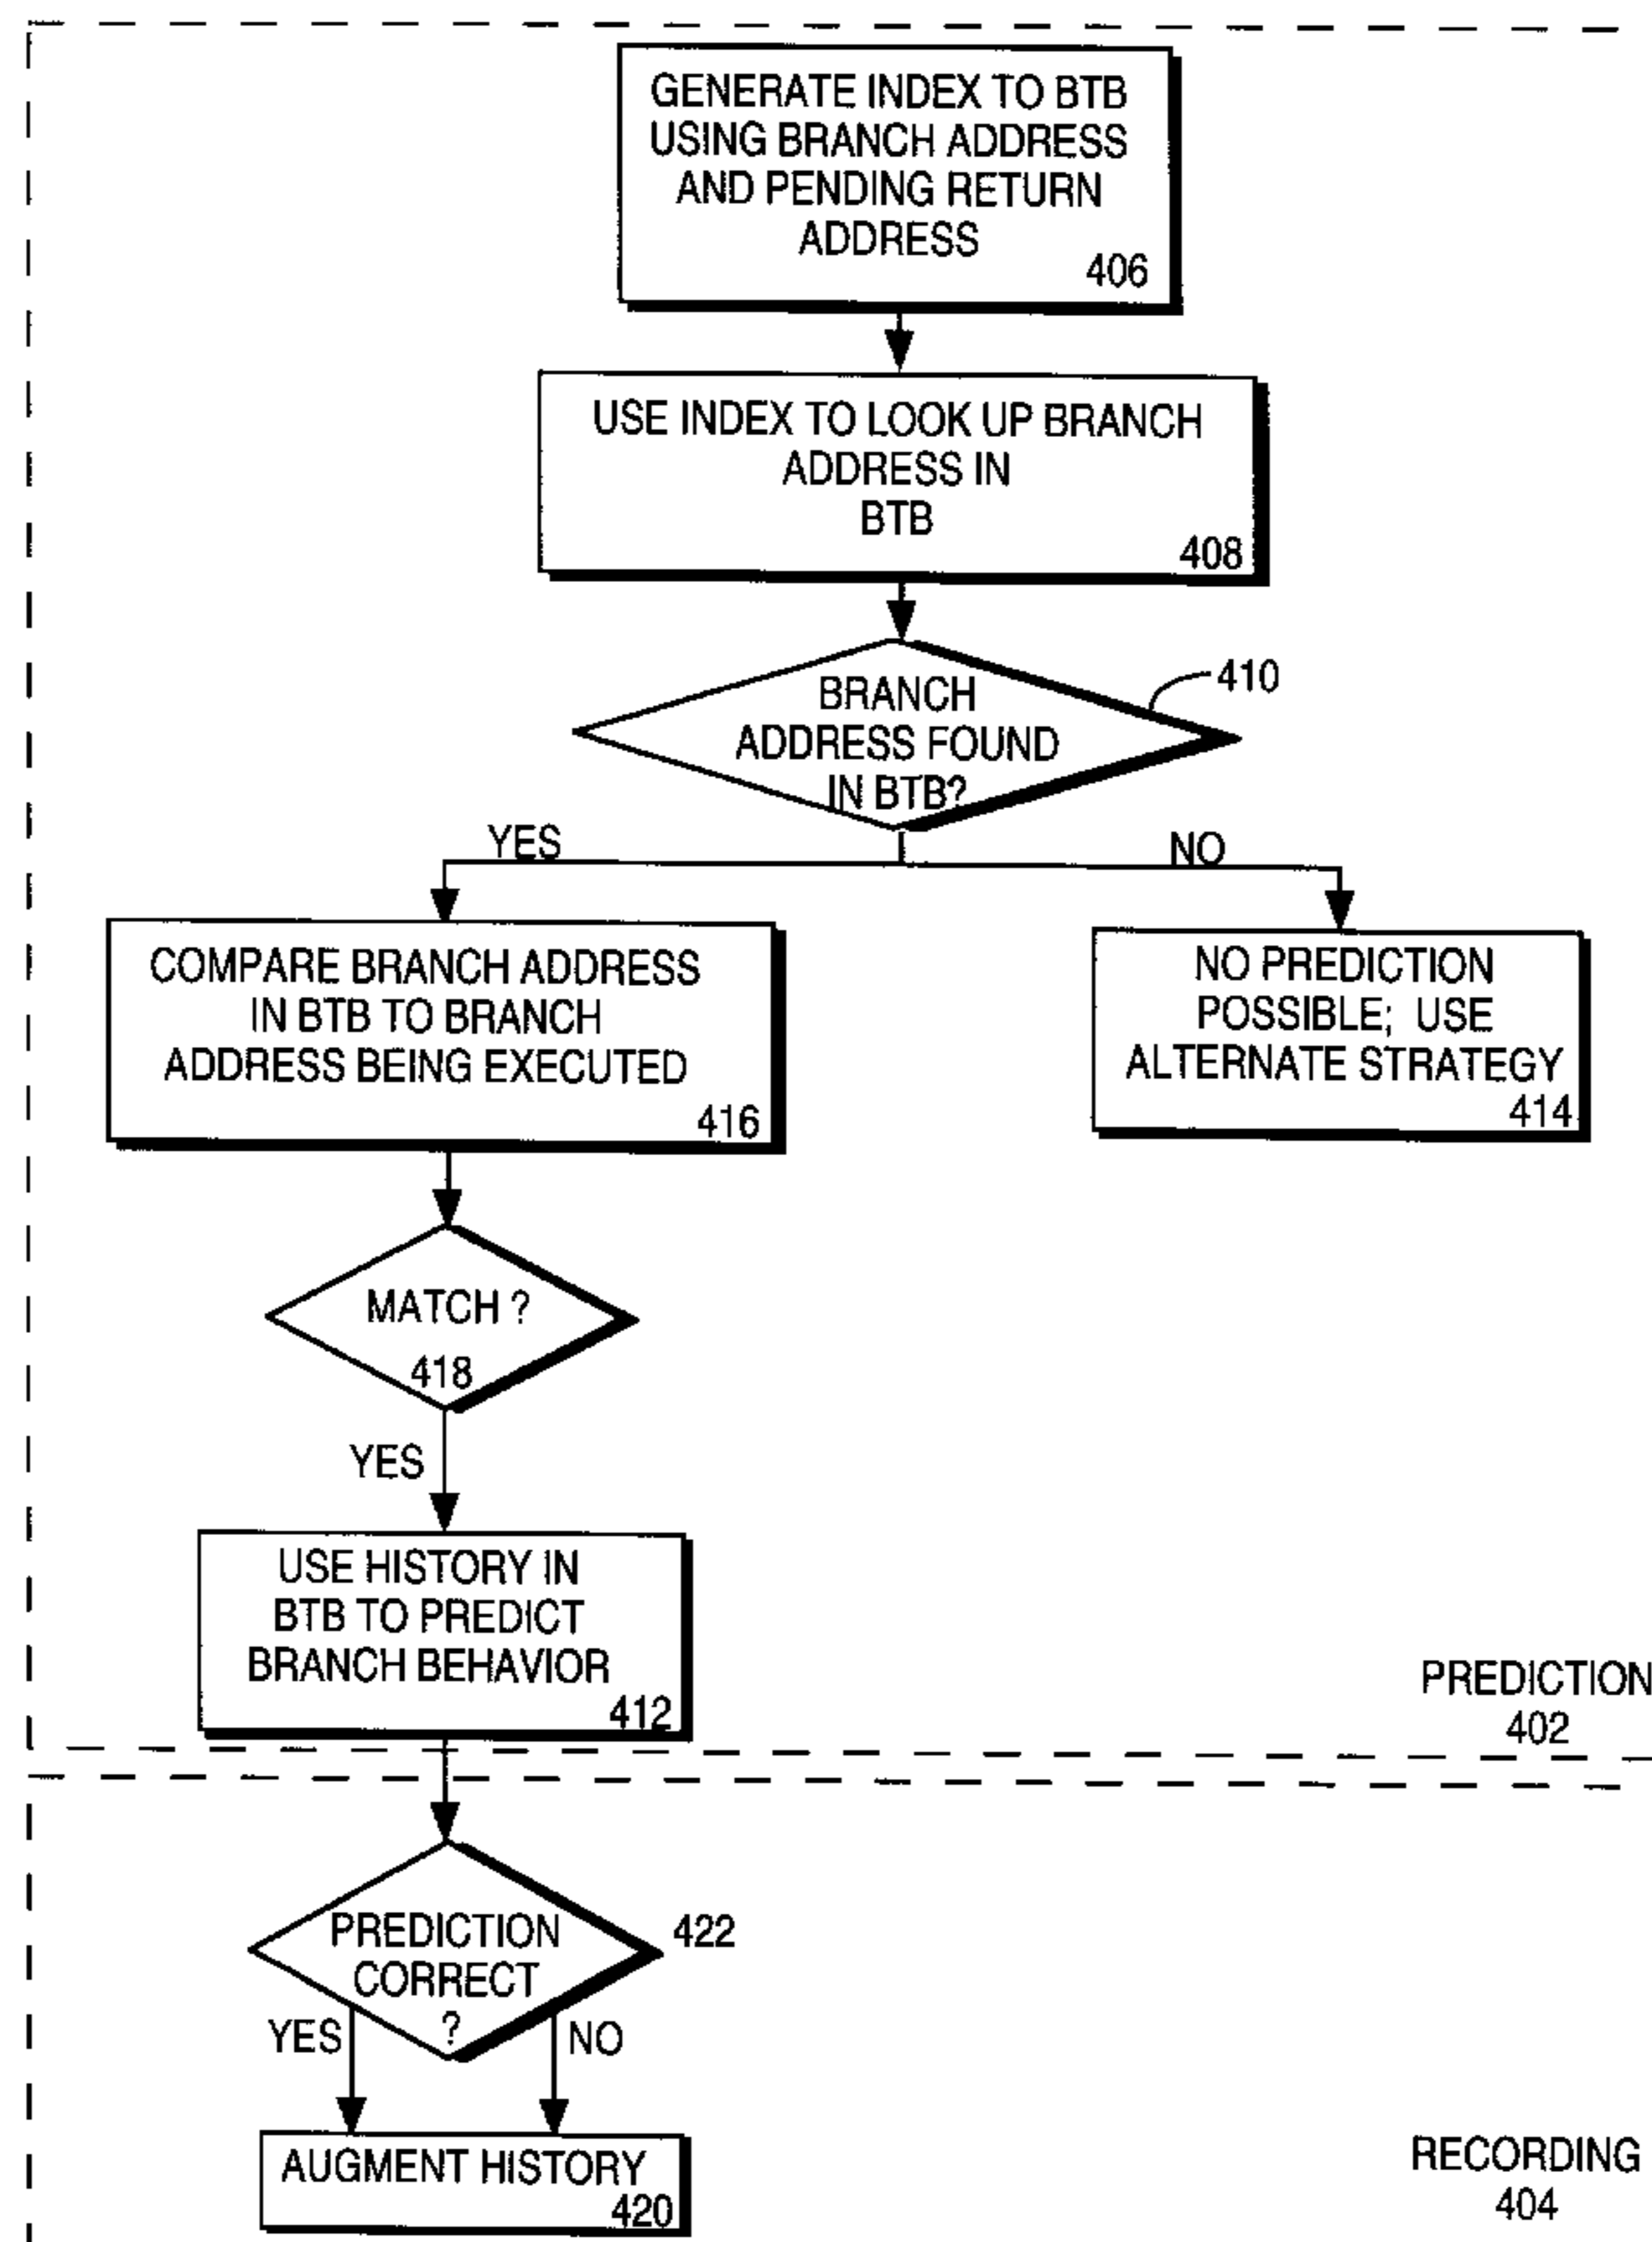 GENERATE INDEX TO BTB
USING BRANCH ADDRESS
AND PENDING RETURN
ADDRESS
406
USE INDEX TO LOOK UP BRANCH
ADDRESS IN
BTB
408
BRANCH
ADDRESS FOUND
IN BTB?
410
YES
NO
COMPARE BRANCH ADDRESS
IN BTB TO BRANCH
ADDRESS BEING EXECUTED
416
NO PREDICTION
POSSIBLE; USE
ALTERNATE STRATEGY
414
MATCH ?
418
YES
USE HISTORY IN
BTB TO PREDICT
BRANCH BEHAVIOR
412
PREDICTION
402
PREDICTION
CORRECT
?
422
YES
NO
AUGMENT HISTORY
420
RECORDING
404